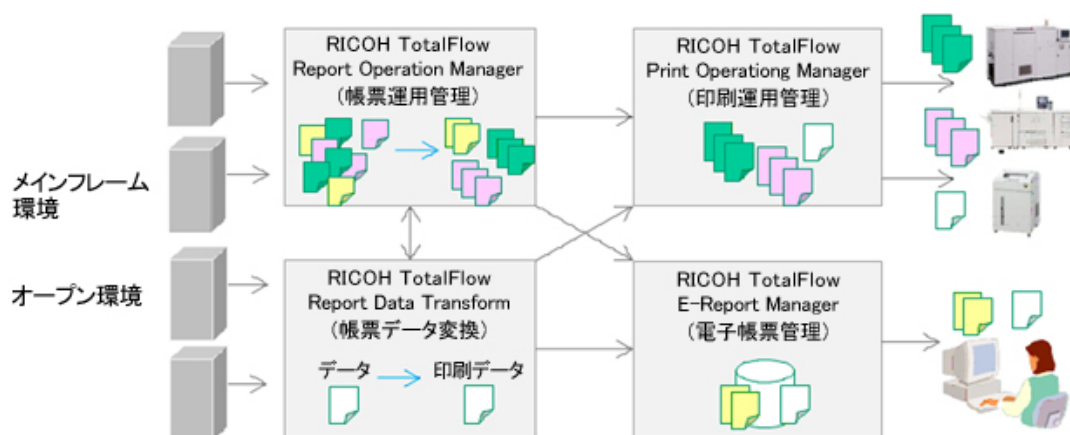 メインフレーム
環境
オープン環境
RICOH TotalFlow
Report Operation Manager
（帳票運用管理）
RICOH TotalFlow
Print Operationg Manager
（印刷運用管理）
RICOH TotalFlow
Report Data Transform
（帳票データ変換）
データ
印刷データ
RICOH TotalFlow
E-Report Manager
（電子帳票管理）